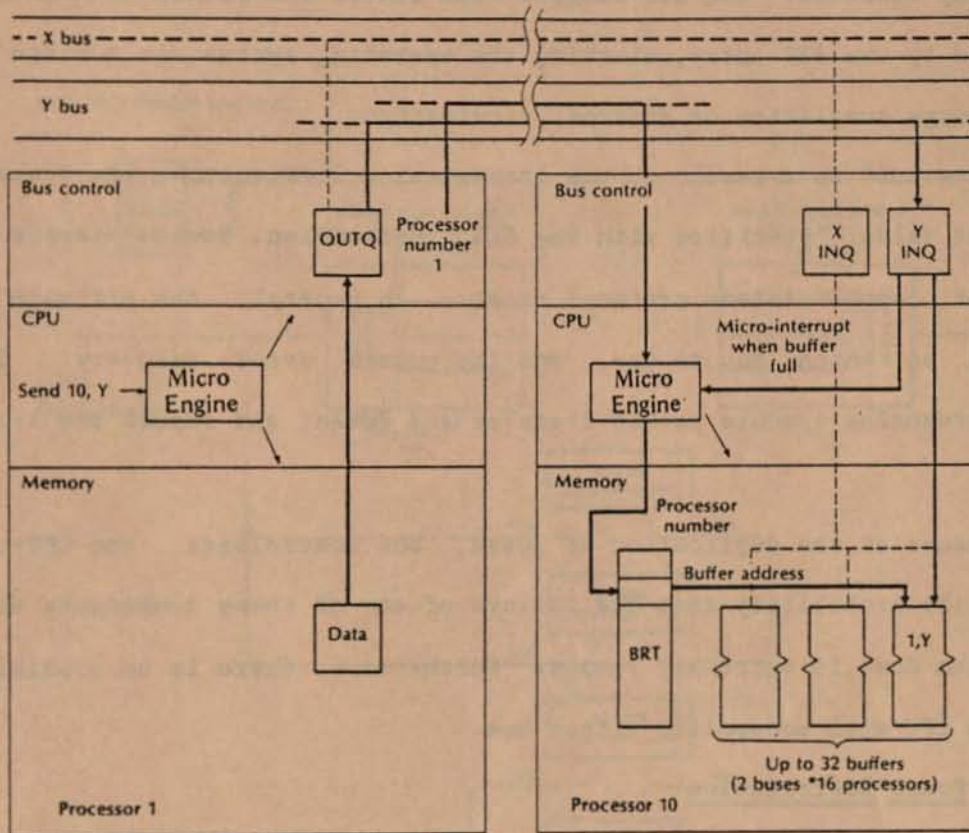 X bus
Y bus
Bus control
OUTQ
Processor
number
1
CPU
Send 10, Y
Micro
Engine
Memory
Data
Processor 1
Bus control
X
INQ
Y
INQ
CPU
Micro-interrupt
when buffer
full
Micro
Engine
Memory
Processor
number
Buffer address
BRT
1,Y
Up to 32 buffers
(2 buses *16 processors)
Processor 10